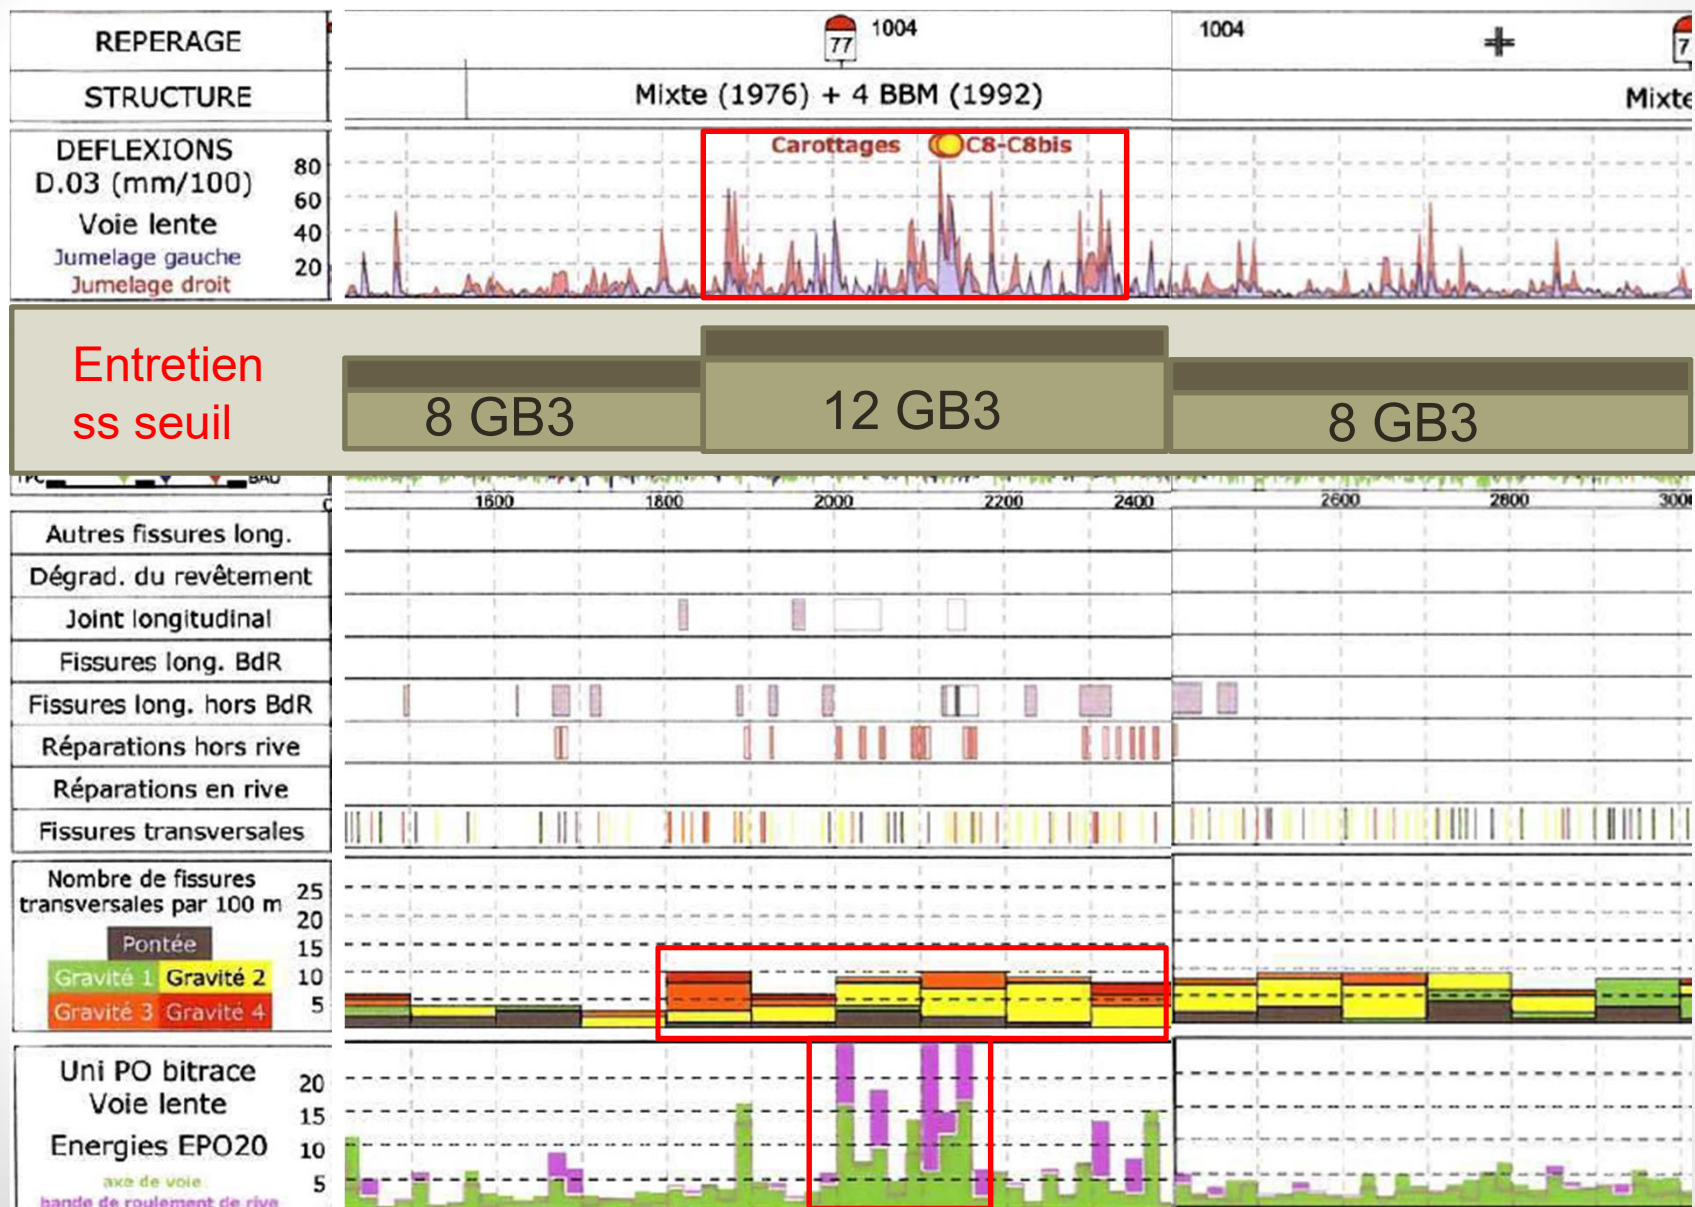 REPERAGE
77
1004
1004
7
STRUCTURE
Mixte (1976) + 4 BBM (1992)
Mixte
DEFLEXIONS
D.03 (mm/100)
Voie lente
Jumelage gauche
Jumelage droit
80
60
40
20
Carottages
C8-C8bis
Entretien
ss seuil
8 GB3
12 GB3
8 GB3
TPC
BAU
1600
1800
2000
2200
2400
2600
2800
3000
Autres fissures long.
Dégrad. du revêtement
Joint longitudinal
Fissures long. BdR
Fissures long. hors BdR
Réparations hors rive
Réparations en rive
Fissures transversales
Nombre de fissures
transversales par 100 m
Pontée
Gravité 1 Gravité 2
Gravité 3 Gravité 4
25
20
15
10
5
Uni PO bitrace
Voie lente
Energies EPO20
axe de voie
bande de roulement de rive
20
15
10
5